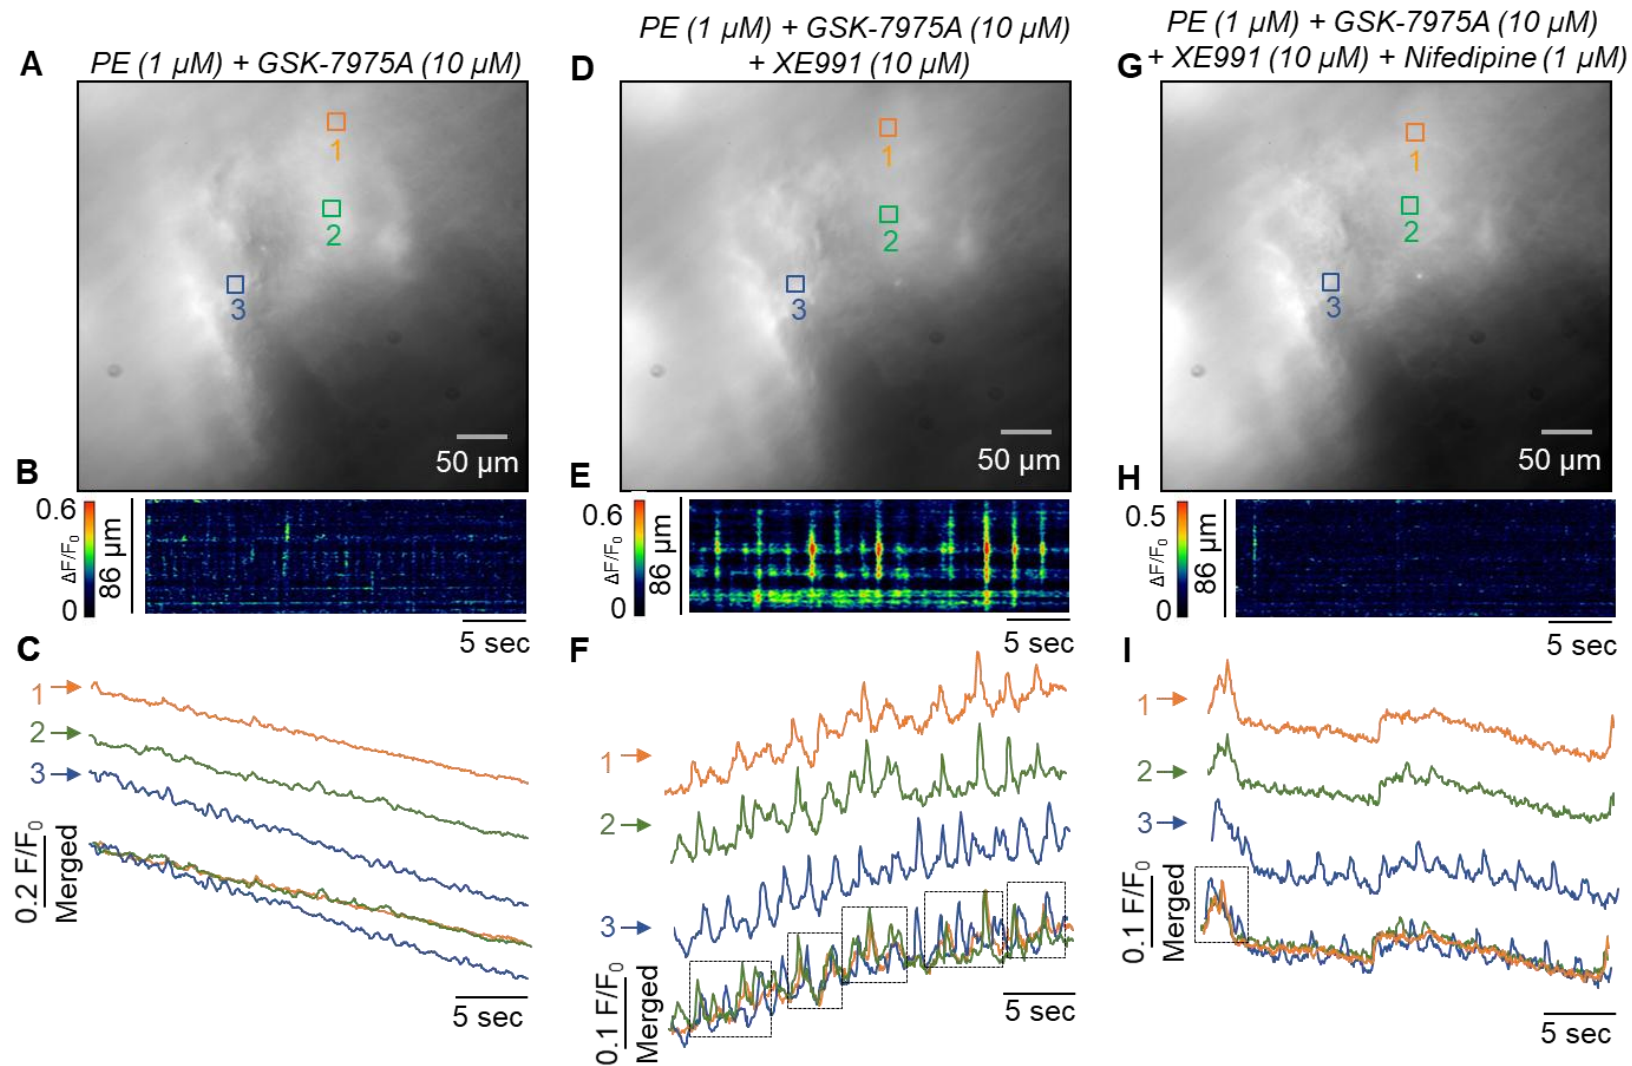 A
PE (1 µM) + GSK-7975A (10 µM)
1
2
3
50 µm
B
0.6
ΔF/F0
0
86 µm
5 sec
C
1
2
3
0.2 F/F0
Merged
5 sec
D
PE (1 µM) + GSK-7975A (10 µM)
+ XE991 (10 µM)
1
2
3
50 µm
E
0.6
ΔF/F0
0
86 µm
5 sec
F
1
2
3
0.1 F/F0
Merged
5 sec
G
PE (1 µM) + GSK-7975A (10 µM)
+ XE991 (10 µM) + Nifedipine (1 µM)
1
2
3
50 µm
H
0.5
ΔF/F0
0
86 µm
5 sec
I
1
2
3
0.1 F/F0
Merged
5 sec